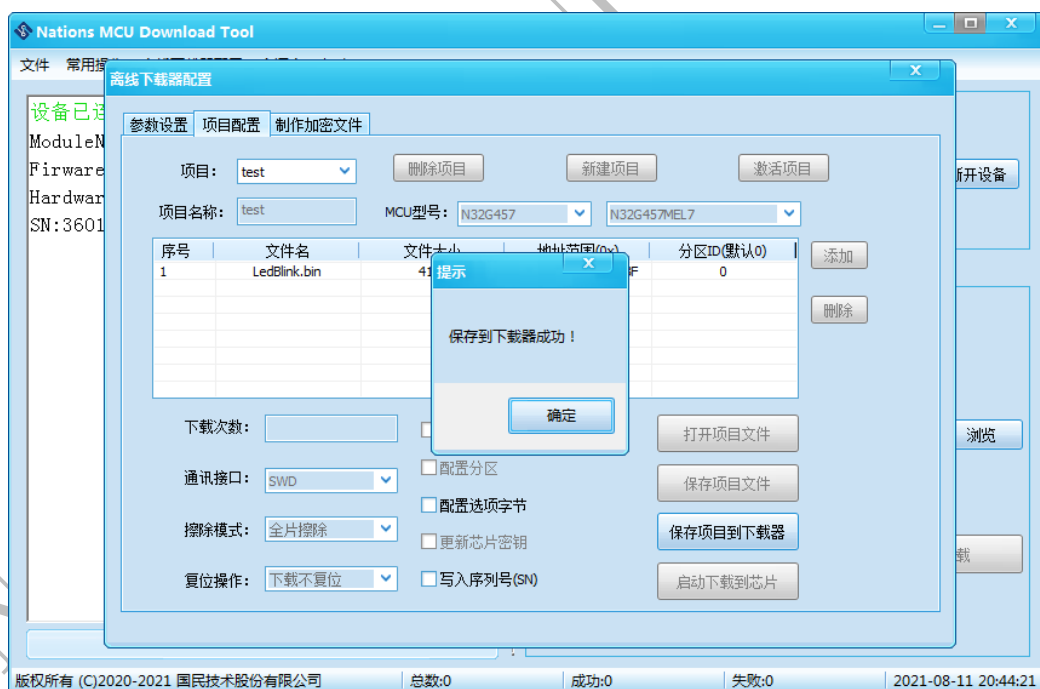 Nations MCU Download Tool
文件 常用操
离线下载器配置
设备已连
ModuleN
Firware
Hardwar
SN:3601
参数设置 项目配置 制作加密文件
项目: test 删除项目 新建项目 激活项目
断开设备
项目名称: test MCU型号: N32G457 N32G457MEL7
序号 文件名 文件大小 地址范围(0x) 分区ID(默认0) 添加
1 LedBlink.bin 41 F 0
提示
删除
保存到下载器成功！
确定
下载次数: 打开项目文件 浏览
配置分区
通讯接口: SWD 保存项目文件
配置选项字节
擦除模式: 全片擦除 保存项目到下载器
更新芯片密钥
载
复位操作: 下载不复位 写入序列号(SN) 启动下载到芯片
版权所有 (C)2020-2021 国民技术股份有限公司 总数:0 成功:0 失败:0 2021-08-11 20:44:21